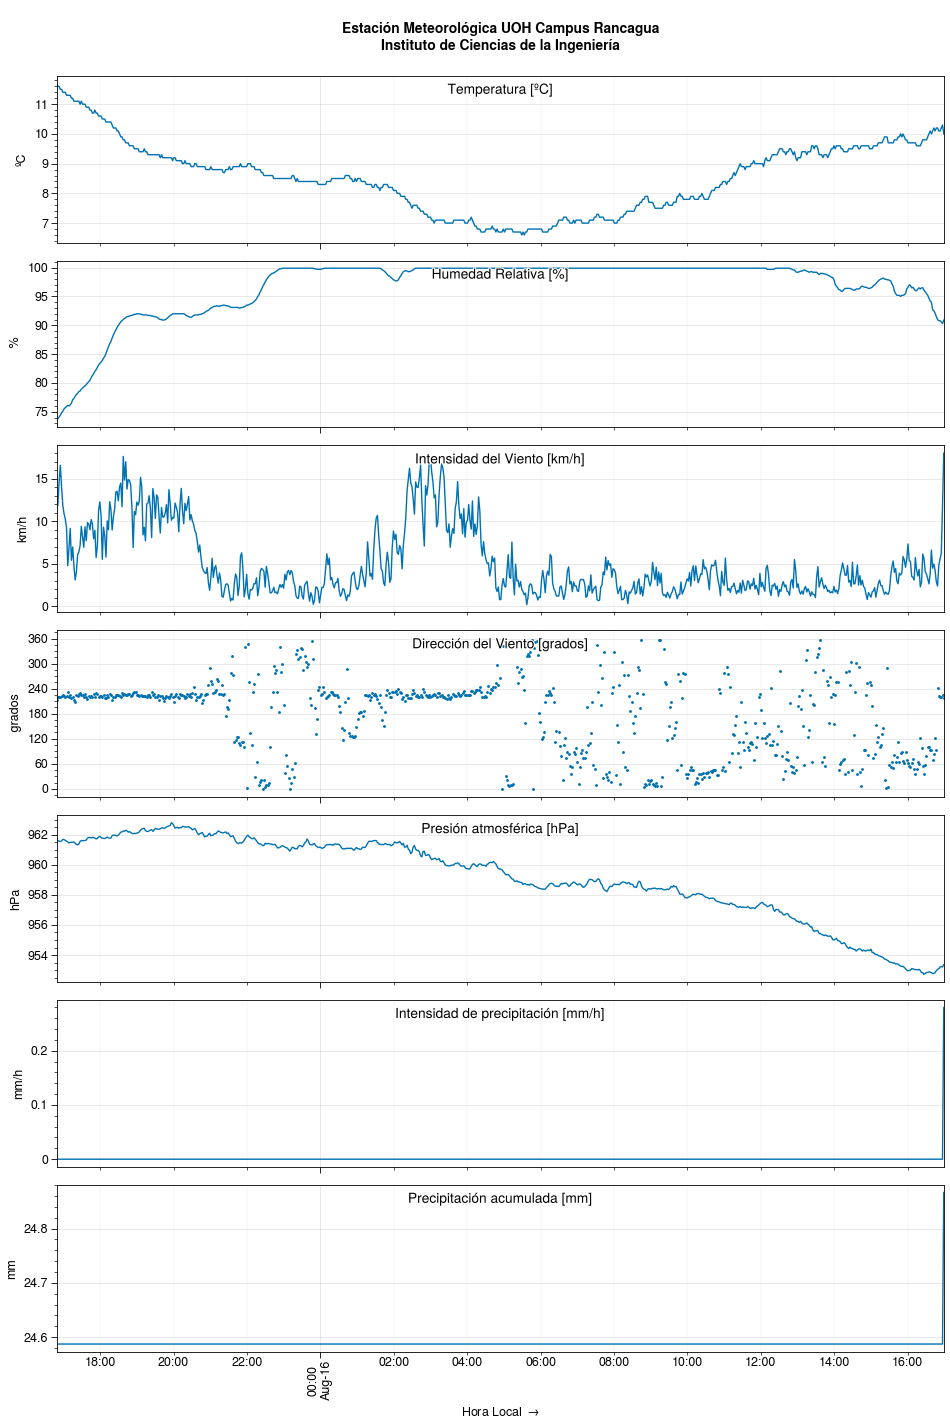 Estación Meteorológica UOH Campus Rancagua
Instituto de Ciencias de la Ingeniería
Temperatura [ºC]
11
10
9
8
7
ºC
Humedad Relativa [%]
100
95
90
85
80
75
%
Intensidad del Viento [km/h]
15
10
5
0
km/h
Dirección del Viento [grados]
360
300
240
180
120
60
0
grados
Presión atmosférica [hPa]
962
960
958
956
954
hPa
Intensidad de precipitación [mm/h]
0.2
0.1
0
mm/h
Precipitación acumulada [mm]
24.8
24.7
24.6
mm
18:00 20:00 22:00 00:00 02:00 04:00 06:00 08:00 10:00 12:00 14:00 16:00
Aug-16
Hora Local →